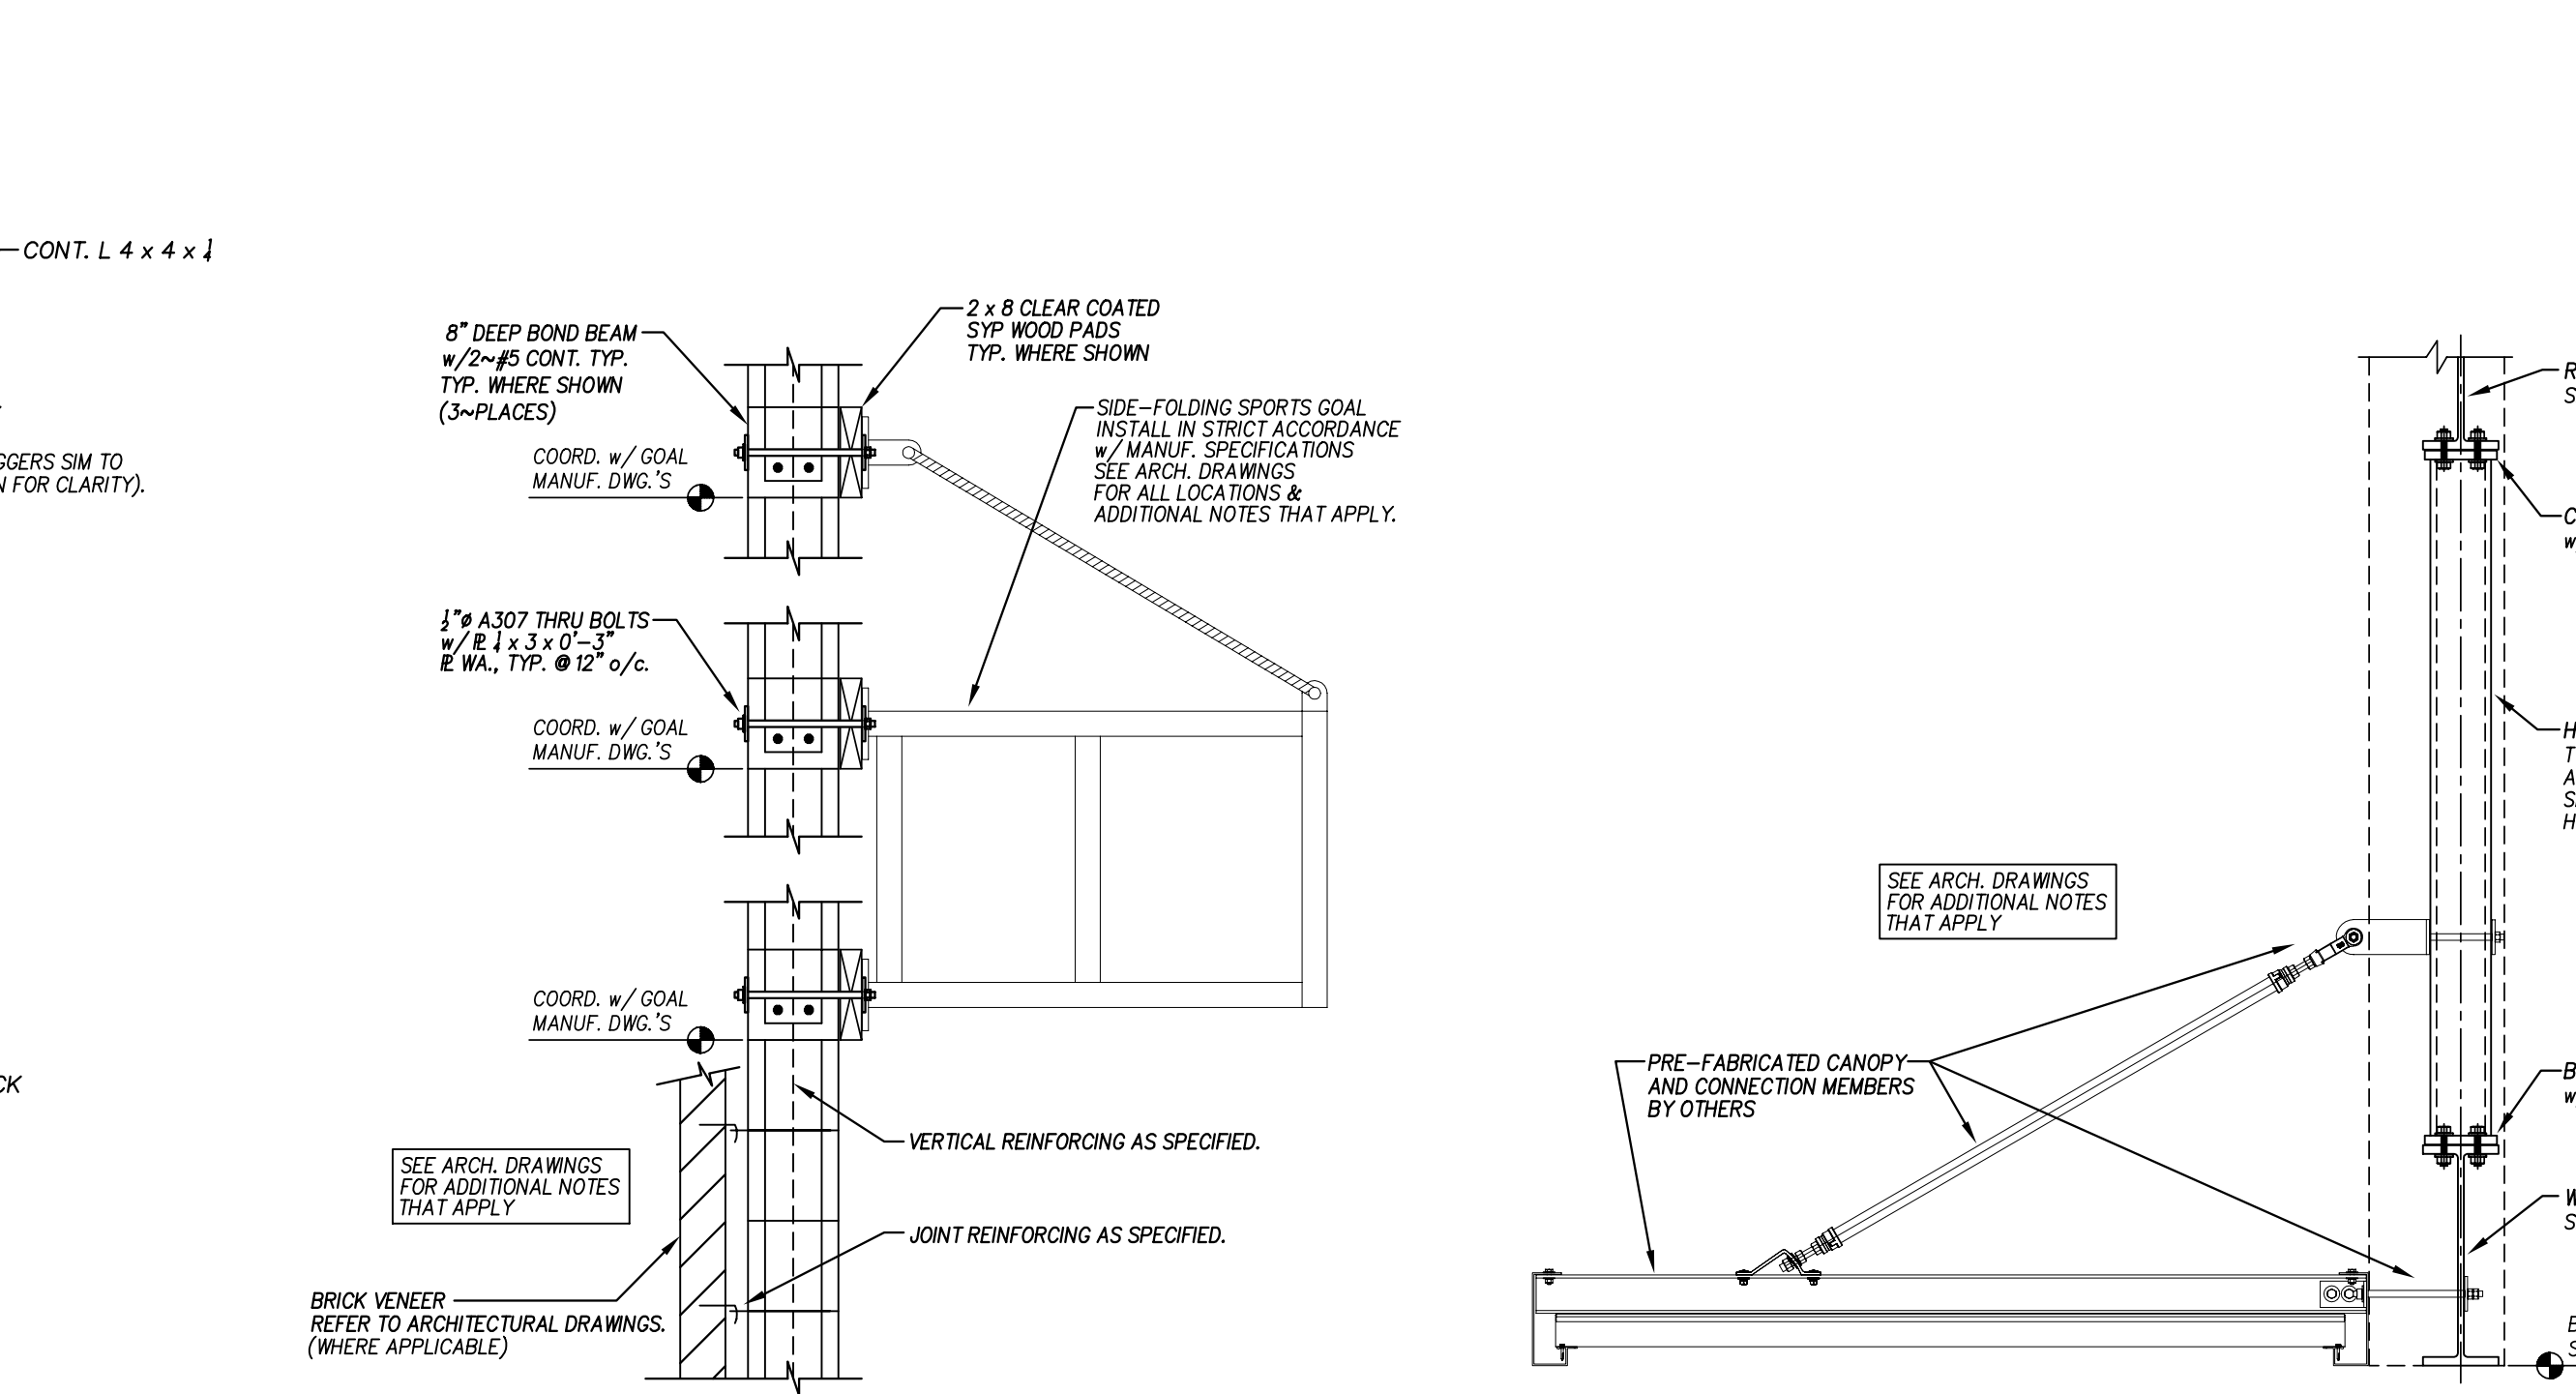 CONT. L 4 x 4 x 1/4
GGERS SIM TO
N FOR CLARITY).
CK
8" DEEP BOND BEAM
w/2~#5 CONT. TYP.
TYP. WHERE SHOWN
(3~PLACES)
2 x 8 CLEAR COATED
SYP WOOD PADS
TYP. WHERE SHOWN
SIDE-FOLDING SPORTS GOAL
INSTALL IN STRICT ACCORDANCE
w/ MANUF. SPECIFICATIONS
SEE ARCH. DRAWINGS
FOR ALL LOCATIONS &
ADDITIONAL NOTES THAT APPLY.
COORD. w/ GOAL
MANUF. DWG.'S
1/2"ø A307 THRU BOLTS
w/ ⅊ 1/4 x 3 x 0'-3"
⅊ WA., TYP. @ 12" o/c.
COORD. w/ GOAL
MANUF. DWG.'S
COORD. w/ GOAL
MANUF. DWG.'S
VERTICAL REINFORCING AS SPECIFIED.
SEE ARCH. DRAWINGS
FOR ADDITIONAL NOTES
THAT APPLY
JOINT REINFORCING AS SPECIFIED.
BRICK VENEER
REFER TO ARCHITECTURAL DRAWINGS.
(WHERE APPLICABLE)
SEE ARCH. DRAWINGS
FOR ADDITIONAL NOTES
THAT APPLY
PRE-FABRICATED CANOPY
AND CONNECTION MEMBERS
BY OTHERS
R
S
C
w
H
T
A
S
H
B
w
W
S
B
S